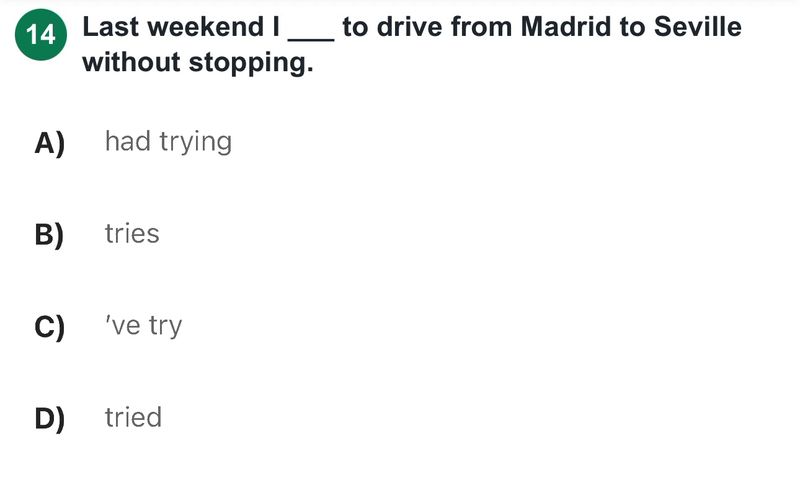 14 Last weekend I ___ to drive from Madrid to Seville
without stopping.
A) had trying
B) tries
C) 've try
D) tried